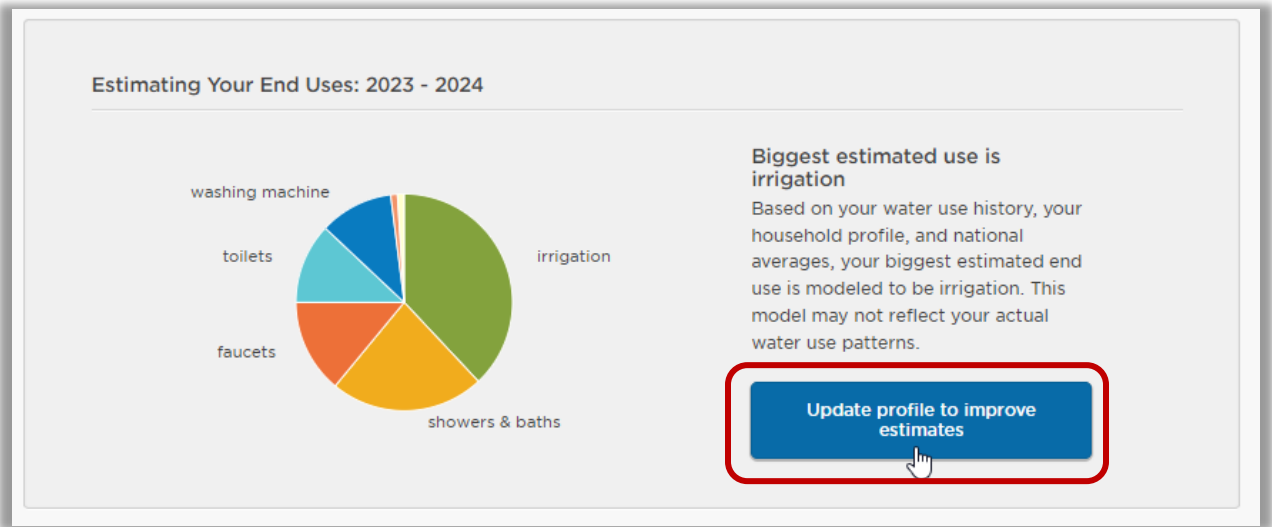 Estimating Your End Uses: 2023 - 2024
washing machine
toilets
faucets
irrigation
showers & baths
Biggest estimated use is
irrigation
Based on your water use history, your
household profile, and national
averages, your biggest estimated end
use is modeled to be irrigation. This
model may not reflect your actual
water use patterns.
Update profile to improve
estimates